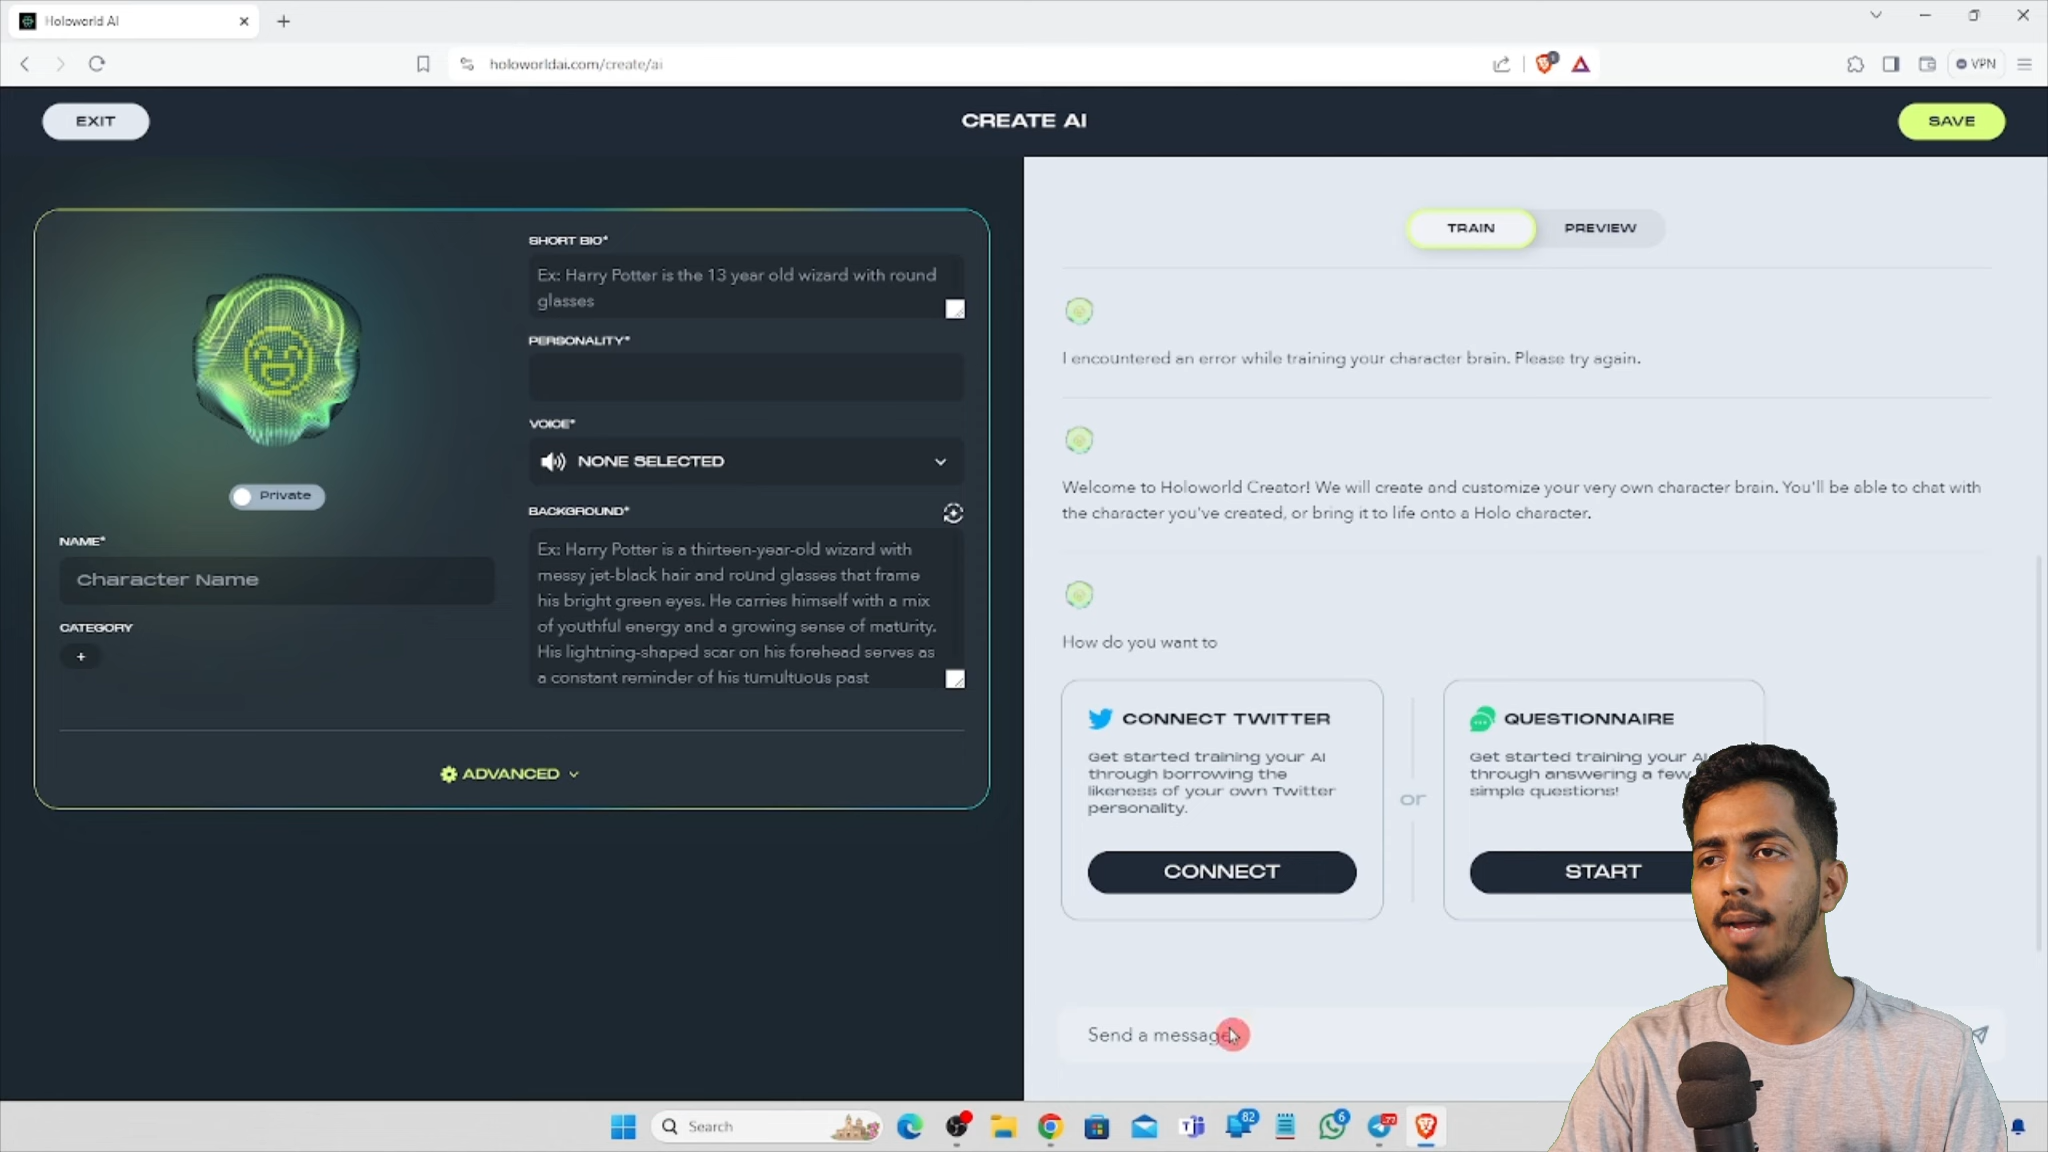 Holoworld AI
holoworldai.com/create/ai
VPN
EXIT
CREATE AI
SAVE
SHORT BIO*
Ex: Harry Potter is the 13 year old wizard with round
glasses
PERSONALITY*
VOICE*
NONE SELECTED
BACKGROUND*
Ex: Harry Potter is a thirteen-year-old wizard with
messy jet-black hair and round glasses that frame
his bright green eyes. He carries himself with a mix
of youthful energy and a growing sense of maturity.
His lightning-shaped scar on his forehead serves as
a constant reminder of his tumultuous past
Private
NAME*
Character Name
CATEGORY
+
ADVANCED
TRAIN
PREVIEW
I encountered an error while training your character brain. Please try again.
Welcome to Holoworld Creator! We will create and customize your very own character brain. You'll be able to chat with
the character you've created, or bring it to life onto a Holo character.
How do you want to
CONNECT TWITTER
Get started training your AI
through borrowing the
likeness of your own Twitter
personality.
CONNECT
or
QUESTIONNAIRE
Get started training your AI
through answering a few
simple questions!
START
Send a message
Search
82
6